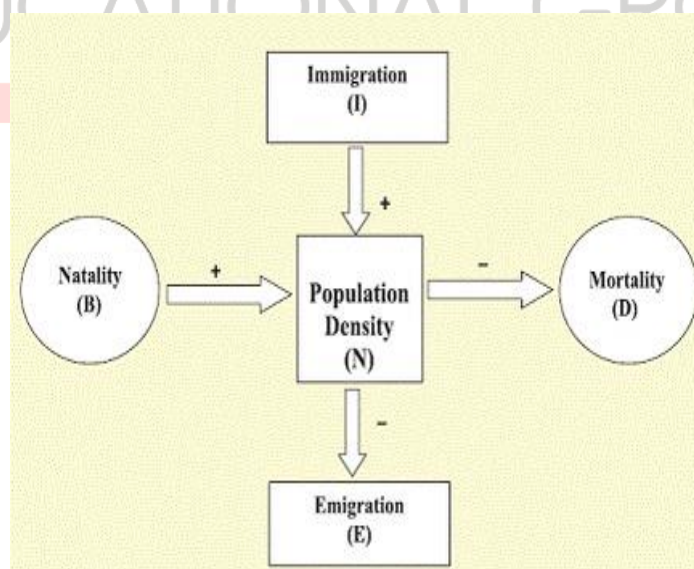 Immigration
(I)
+
Natality
(B)
+
Population
Density
(N)
–
Mortality
(D)
–
Emigration
(E)